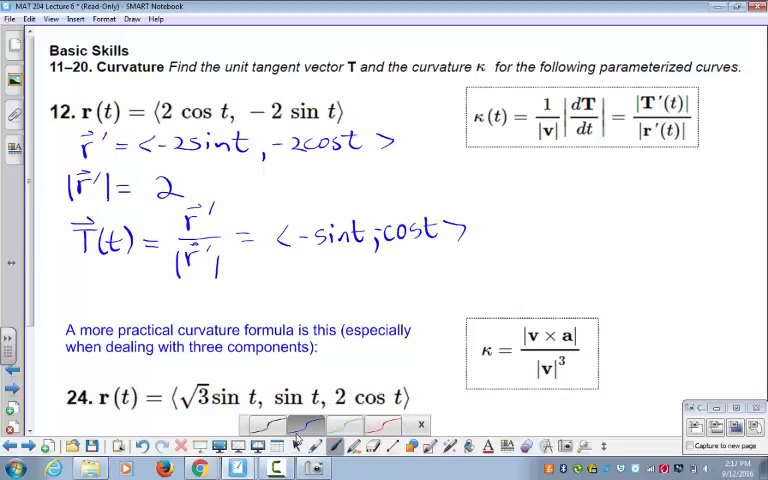 MAT 204 Lecture 6 * (Read-Only) - SMART Notebook
File Edit View Insert Format Draw Help
Basic Skills
11–20. Curvature Find the unit tangent vector T and the curvature κ for the following parameterized curves.
12. r (t) = ⟨2 cos t, − 2 sin t⟩
κ (t) = 1/|v| |dT/dt| = |T ′(t)|/|r ′(t)|
r⃗ ′ = <-2sint, -2cost >
|r⃗ ′| = 2
T⃗(t) = r⃗ ′/|r⃗ ′| = < -sint, -cost >
A more practical curvature formula is this (especially
when dealing with three components):
κ = |v × a|/|v|³
24. r (t) = ⟨√3 sin t, sin t, 2 cos t⟩
Capture to new page
2:17 PM
9/12/2016